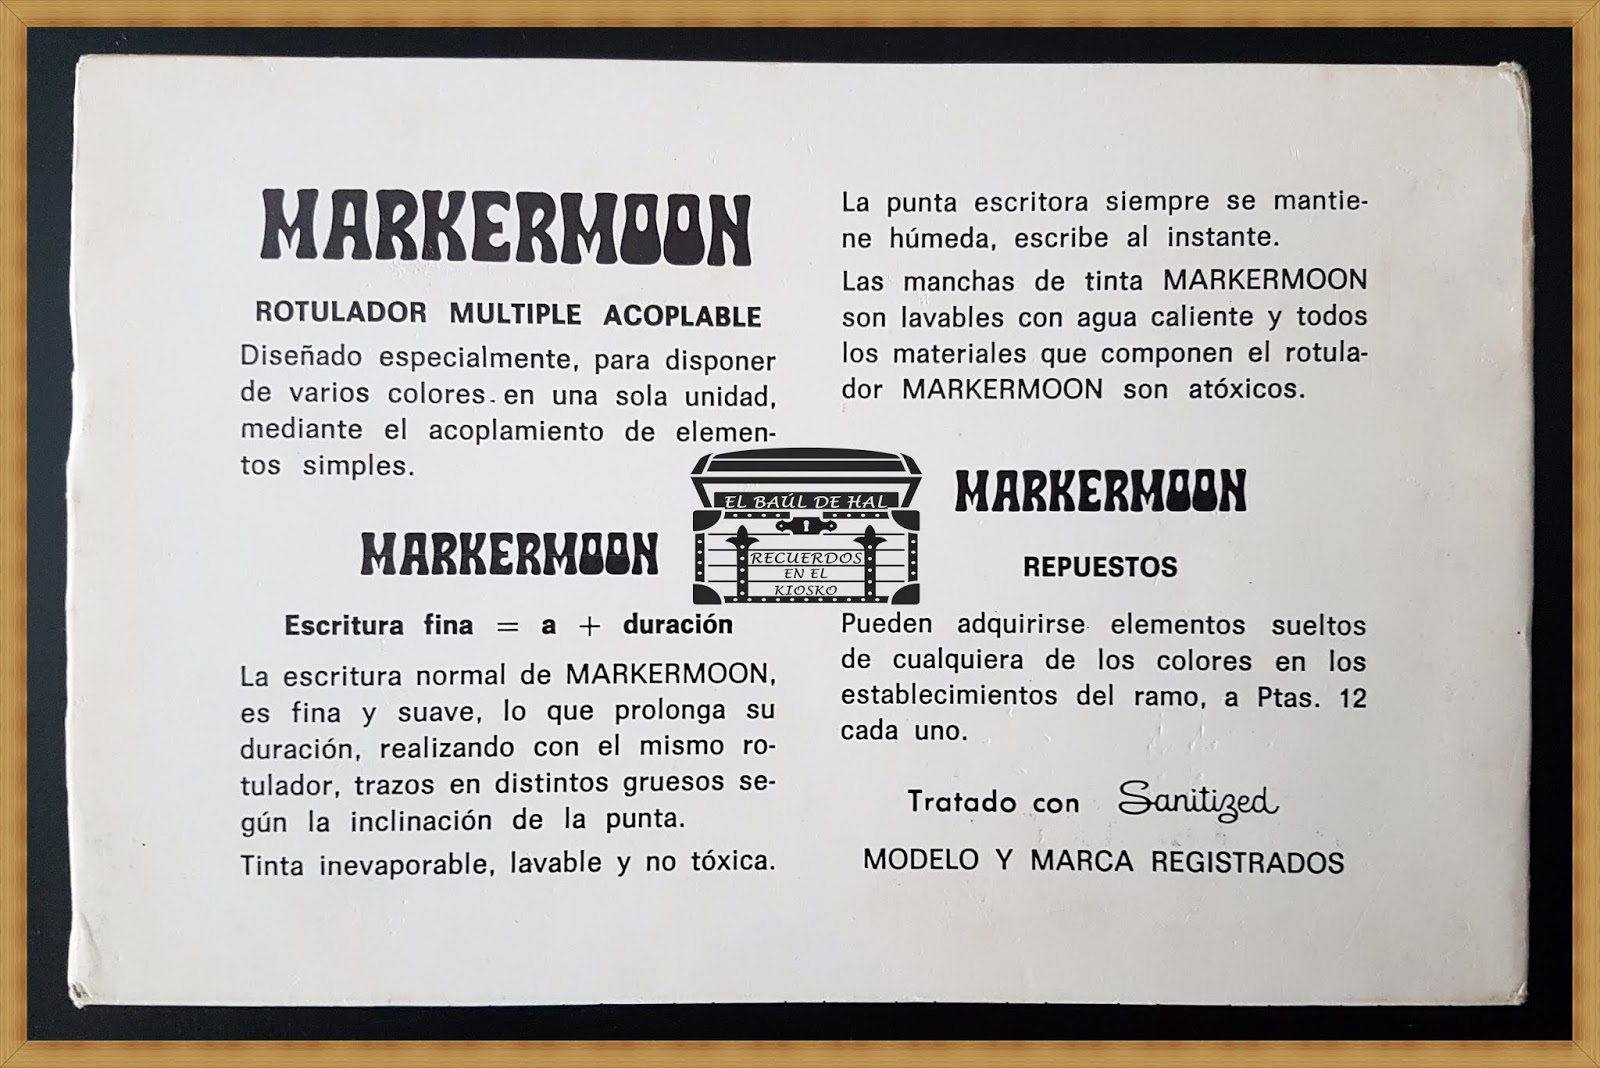 MARKERMOON
ROTULADOR MULTIPLE ACOPLABLE
Diseñado especialmente, para disponer
de varios colores en una sola unidad,
mediante el acoplamiento de elemen-
tos simples.
MARKERMOON
Escritura fina = a + duración
La escritura normal de MARKERMOON,
es fina y suave, lo que prolonga su
duración, realizando con el mismo ro-
tulador, trazos en distintos gruesos se-
gún la inclinación de la punta.
Tinta inevaporable, lavable y no tóxica.
La punta escritora siempre se mantie-
ne húmeda, escribe al instante.
Las manchas de tinta MARKERMOON
son lavables con agua caliente y todos
los materiales que componen el rotula-
dor MARKERMOON son atóxicos.
MARKERMOON
REPUESTOS
Pueden adquirirse elementos sueltos
de cualquiera de los colores en los
establecimientos del ramo, a Ptas. 12
cada uno.
Tratado con Sanitized
MODELO Y MARCA REGISTRADOS
EL BAÚL DE HAL
RECUERDOS
EN EL
KIOSKO